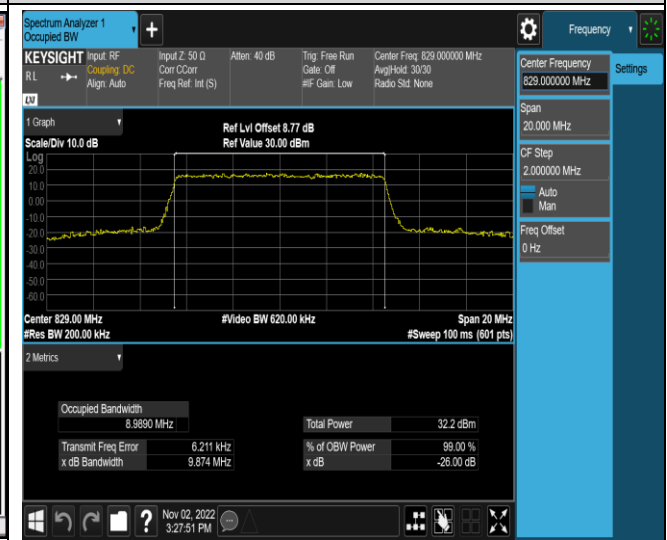 Spectrum Analyzer 1
Occupied BW
+
Frequency
KEYSIGHT
R L
LXI
Input: RF
Coupling: DC
Align: Auto
Input Z: 50 Ω
Corr CCorr
Freq Ref: Int (S)
Atten: 40 dB
Trig: Free Run
Gate: Off
#IF Gain: Low
Center Freq: 829.000000 MHz
Avg|Hold: 30/30
Radio Std: None
Center Frequency
829.000000 MHz
Settings
Span
20.000 MHz
CF Step
2.000000 MHz
Auto
Man
Freq Offset
0 Hz
1 Graph
Scale/Div 10.0 dB
Ref Lvl Offset 8.77 dB
Ref Value 30.00 dBm
Log
20.0
10.0
0.00
-10.0
-20.0
-30.0
-40.0
-50.0
-60.0
Center 829.00 MHz
#Video BW 620.00 kHz
Span 20 MHz
#Res BW 200.00 kHz
#Sweep 100 ms (601 pts)
2 Metrics
Occupied Bandwidth
8.9890 MHz
Total Power 32.2 dBm
Transmit Freq Error 6.211 kHz
% of OBW Power 99.00 %
x dB Bandwidth 9.874 MHz
x dB -26.00 dB
?
Nov 02, 2022
3:27:51 PM